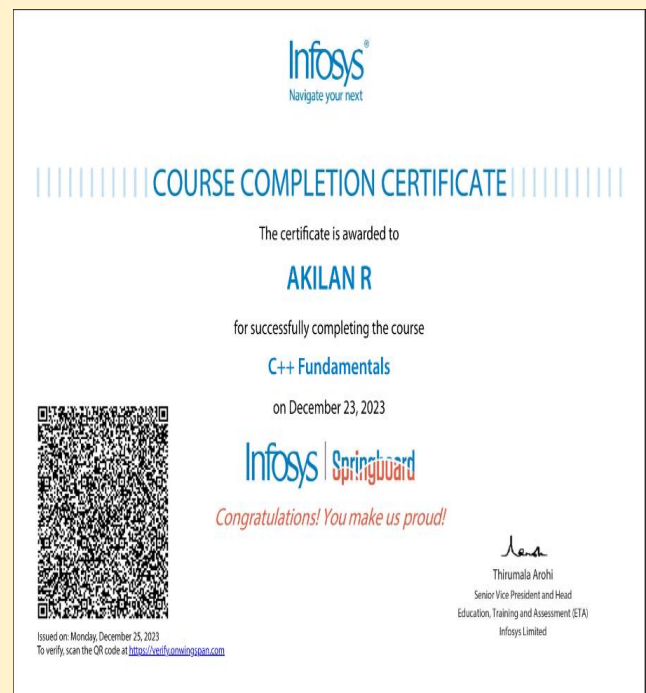 Infosys®
Navigate your next
COURSE COMPLETION CERTIFICATE
The certificate is awarded to
AKILAN R
for successfully completing the course
C++ Fundamentals
on December 23, 2023
Infosys | Springboard
Congratulations! You make us proud!
Thirumala Arohi
Senior Vice President and Head
Education, Training and Assessment (ETA)
Infosys Limited
Issued on: Monday, December 25, 2023
To verify, scan the QR code at https://verify.onwingspan.com